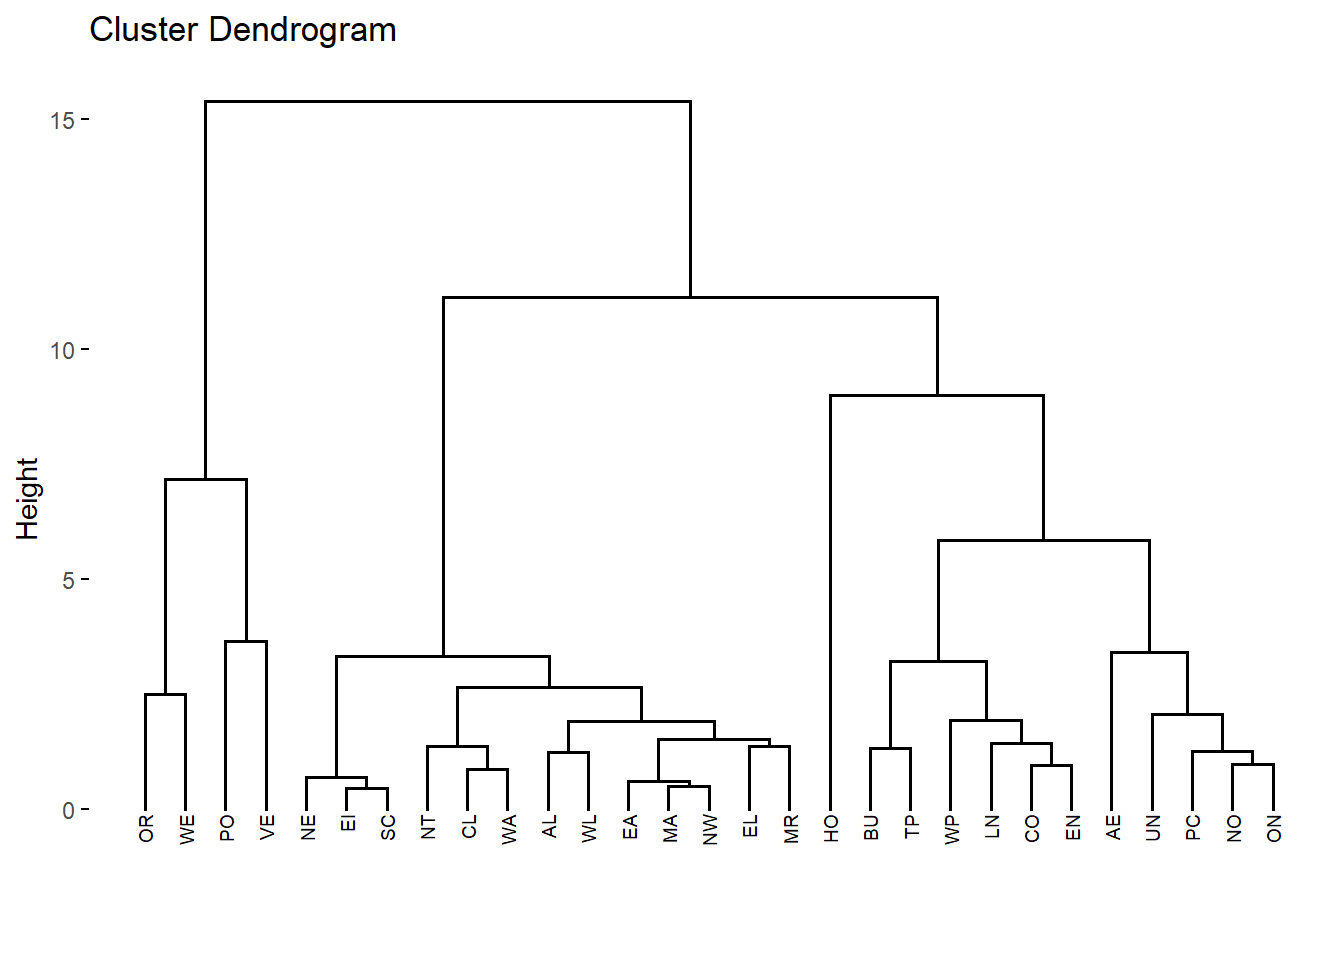 Cluster Dendrogram
15
10
5
0
Height
OR WE PO VE NE EI SC NT CL WA AL WL EA MA NW EL MR HO BU TP WP LN CO EN AE UN PC NO ON